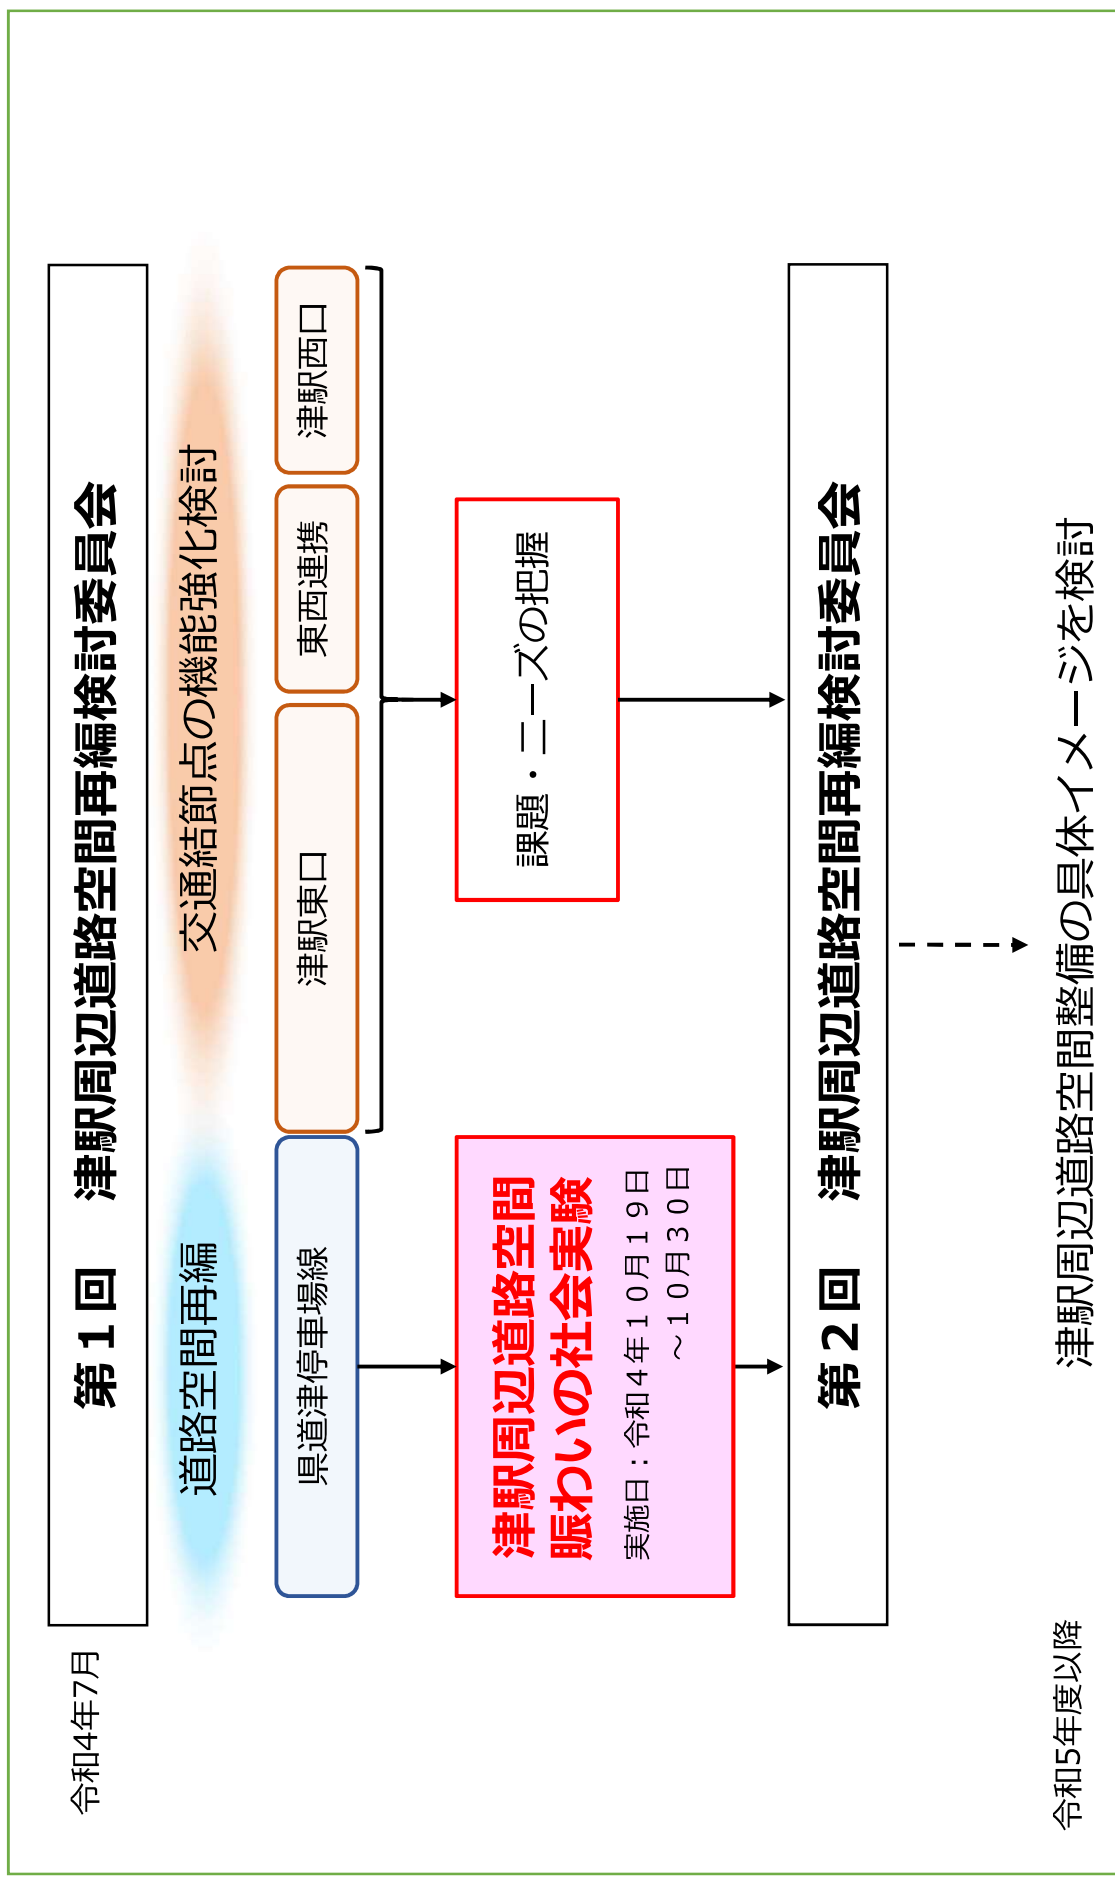 令和4年7月
第１回　津駅周辺道路空間再編検討委員会
道路空間再編
交通結節点の機能強化検討
県道津停車場線
津駅東口
東西連携
津駅西口
津駅周辺道路空間
賑わいの社会実験
実施日：令和４年１０月１９日
～１０月３０日
課題・ニーズの把握
第２回　津駅周辺道路空間再編検討委員会
令和5年度以降
津駅周辺道路空間整備の具体イメージを検討